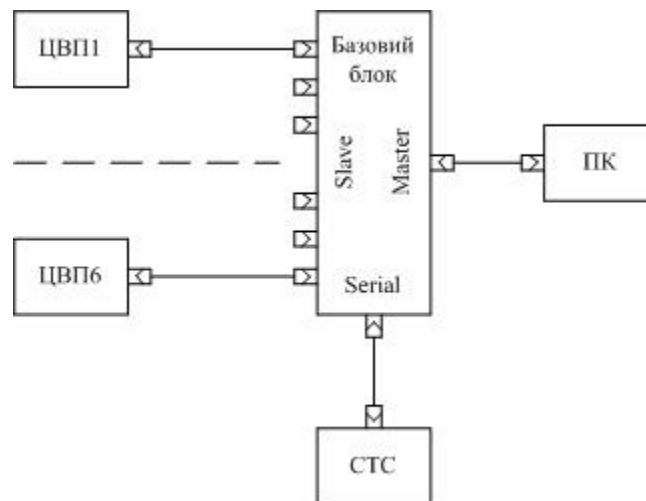 ЦВП1
Базовий
блок
Slave
Master
ПК
ЦВП6
Serial
СТС